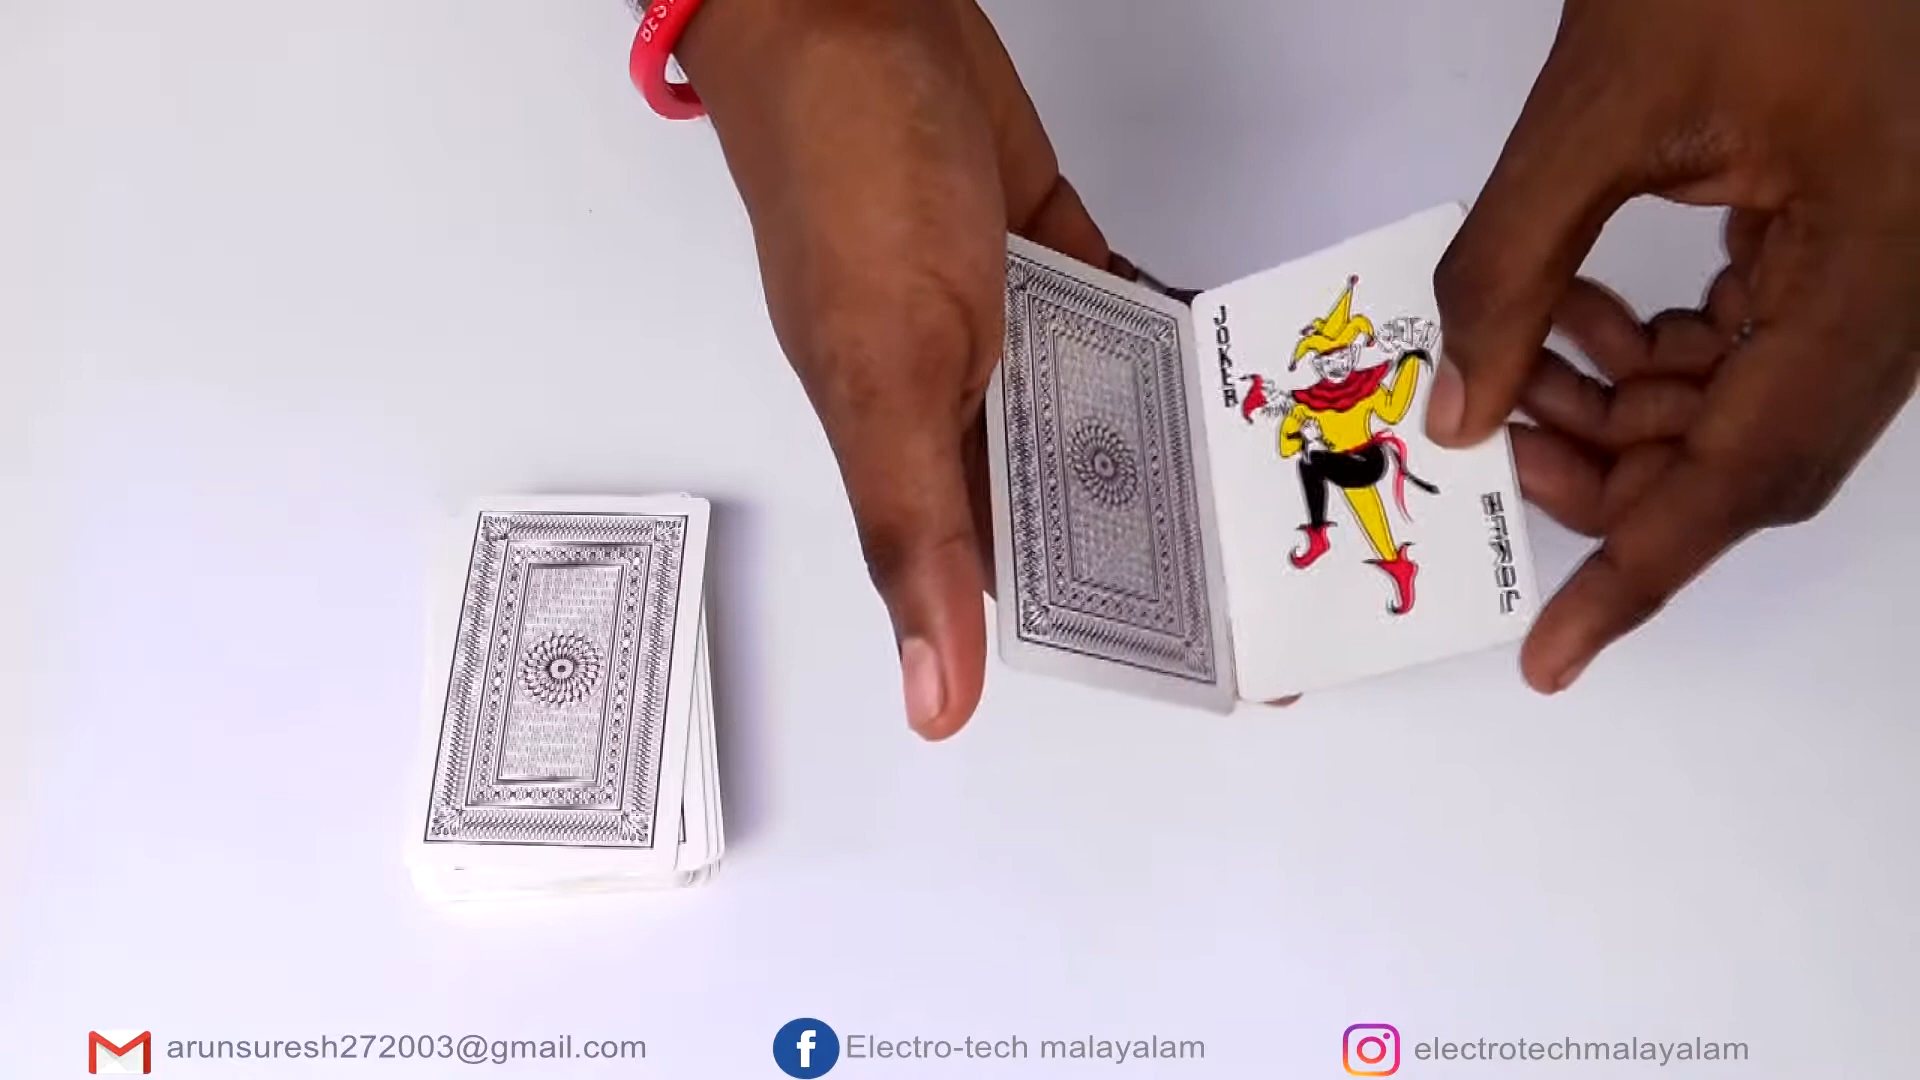 JOKER
JOKER
arunsuresh272003@gmail.com
Electro-tech malayalam
electrotechmalayalam